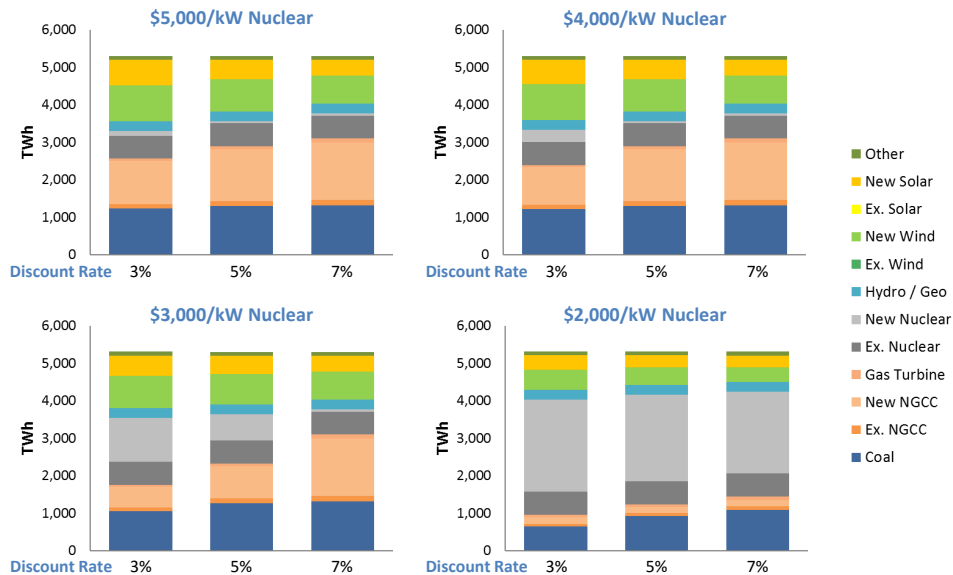 $5,000/kW Nuclear
6,000
5,000
4,000
3,000
2,000
1,000
0
TWh
Discount Rate 3% 5% 7%
$4,000/kW Nuclear
6,000
5,000
4,000
3,000
2,000
1,000
0
TWh
Discount Rate 3% 5% 7%
$3,000/kW Nuclear
6,000
5,000
4,000
3,000
2,000
1,000
0
TWh
Discount Rate 3% 5% 7%
$2,000/kW Nuclear
6,000
5,000
4,000
3,000
2,000
1,000
0
TWh
Discount Rate 3% 5% 7%
Other
New Solar
Ex. Solar
New Wind
Ex. Wind
Hydro / Geo
New Nuclear
Ex. Nuclear
Gas Turbine
New NGCC
Ex. NGCC
Coal